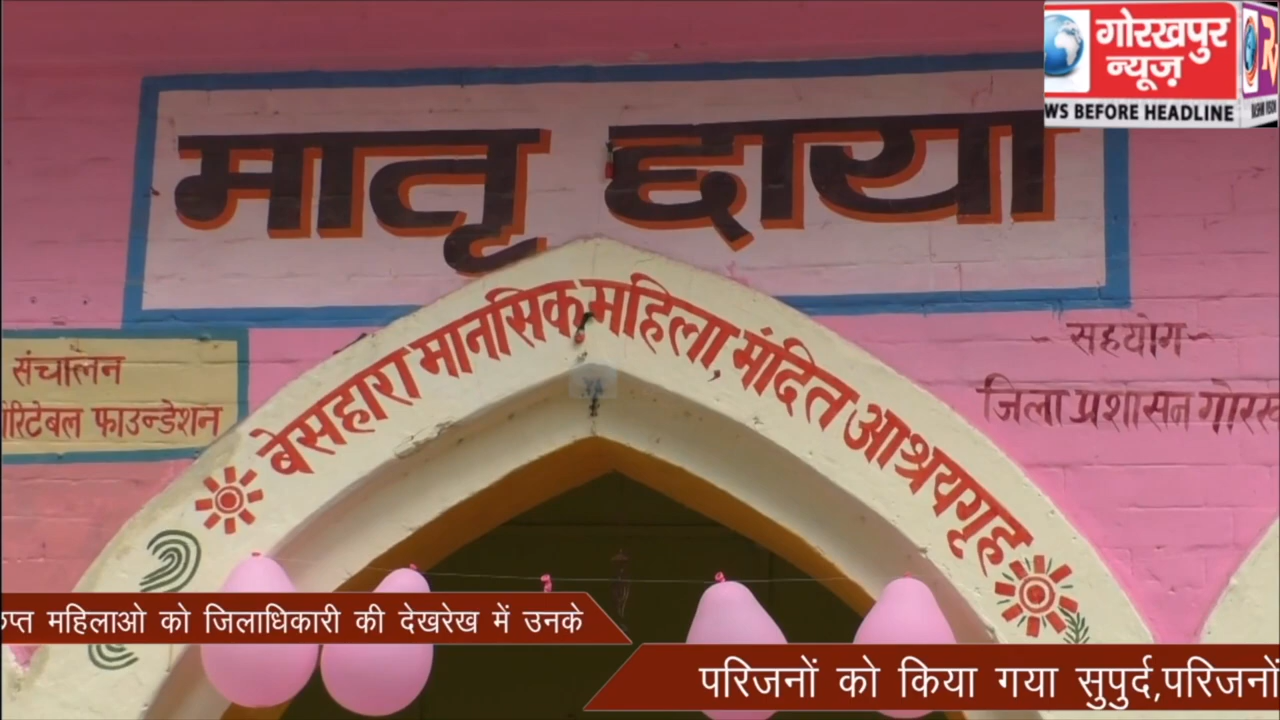 गोरखपुर
न्यूज़
WS BEFORE HEADLINE
मातृ छाया
बेसहारा मानसिक महिला, मंदित आश्रयगृह
संचालन
रिटेबल फाउन्डेशन
-सहयोग-
जिला प्रशासन गोरख
प्त महिलाओ को जिलाधिकारी की देखरेख में उनके
परिजनों को किया गया सुपुर्द,परिजनों